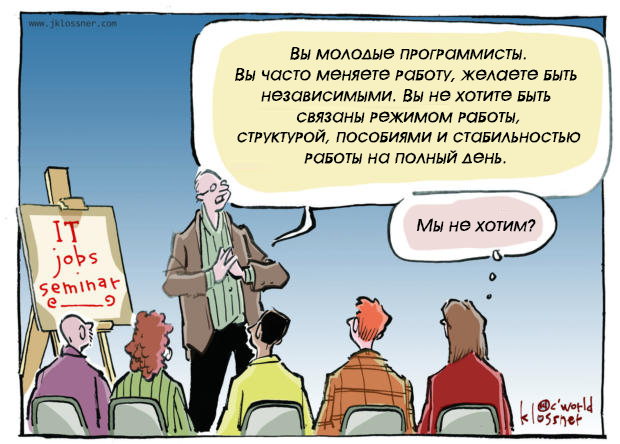 www.jklossner.com
Вы молодые программисты.
Вы часто меняете работу, желаете быть
независимыми. Вы не хотите быть
связаны режимом работы,
структурой, пособиями и стабильностью
работы на полный день.
Мы не хотим?
IT
jobs
seminar
c'world
klossner